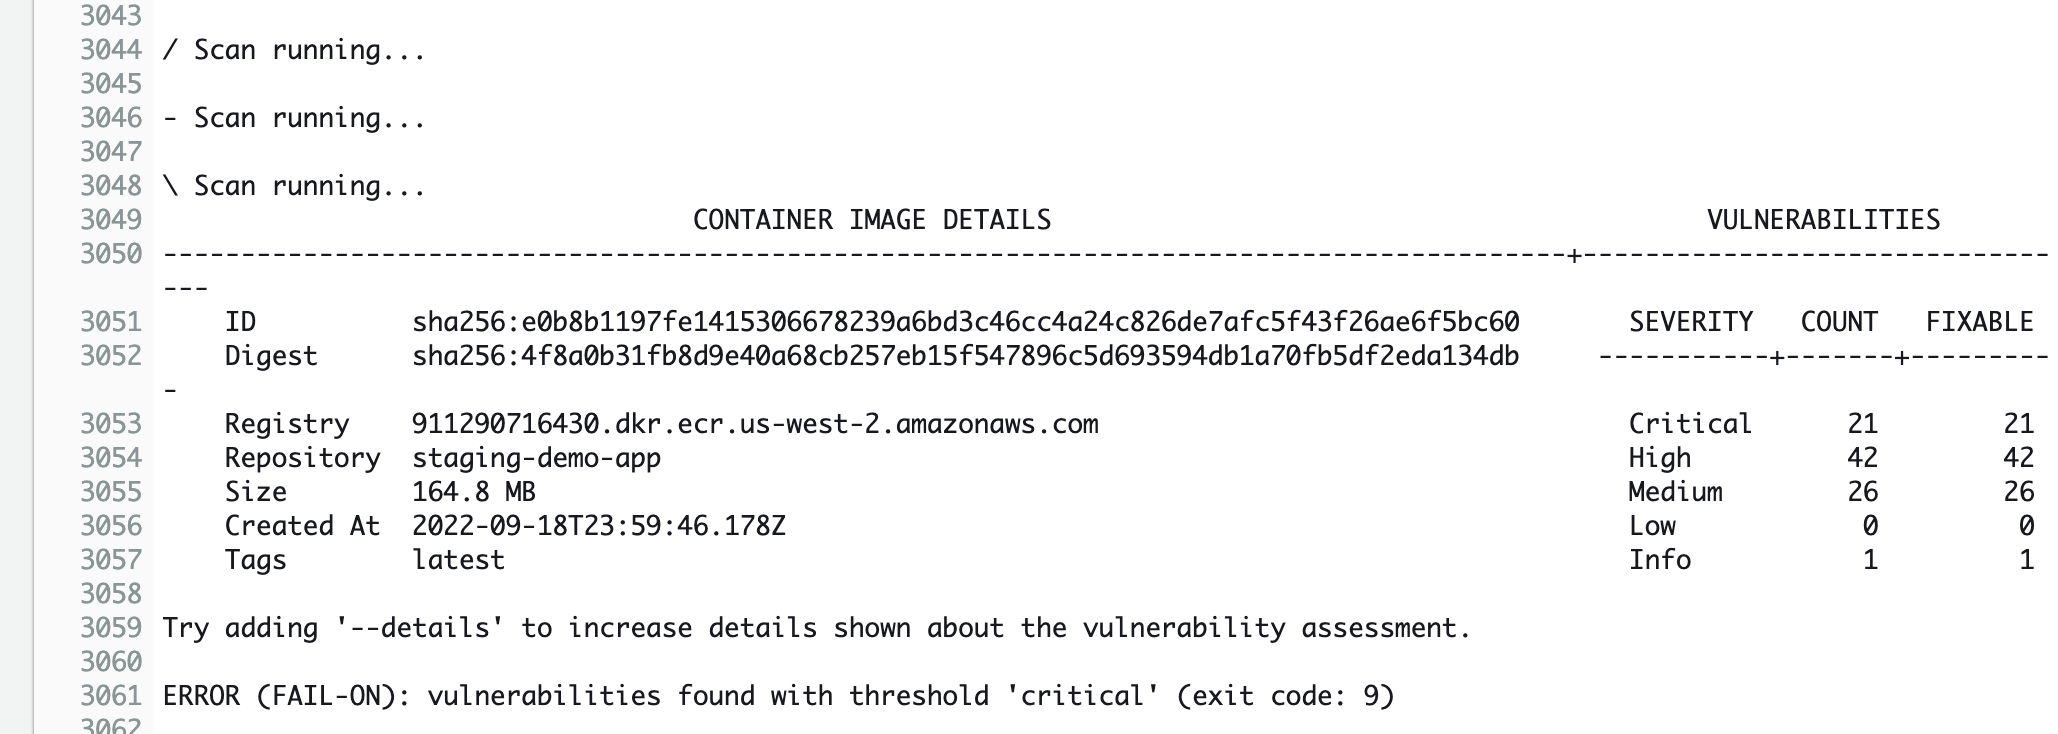 3043
3044 / Scan running...
3045
3046 - Scan running...
3047
3048 \ Scan running...
3049                                   CONTAINER IMAGE DETAILS                                          VULNERABILITIES
3050 ------------------------------------------------------------------------------------------+------------------------------
---
3051     ID          sha256:e0b8b1197fe1415306678239a6bd3c46cc4a24c826de7afc5f43f26ae6f5bc60       SEVERITY   COUNT   FIXABLE
3052     Digest      sha256:4f8a0b31fb8d9e40a68cb257eb15f547896c5d693594db1a70fb5df2eda134db     -----------+-------+---------
-
3053     Registry    911290716430.dkr.ecr.us-west-2.amazonaws.com                                  Critical      21        21
3054     Repository  staging-demo-app                                                              High          42        42
3055     Size        164.8 MB                                                                      Medium        26        26
3056     Created At  2022-09-18T23:59:46.178Z                                                      Low            0         0
3057     Tags        latest                                                                        Info           1         1
3058
3059 Try adding '--details' to increase details shown about the vulnerability assessment.
3060
3061 ERROR (FAIL-ON): vulnerabilities found with threshold 'critical' (exit code: 9)
3062